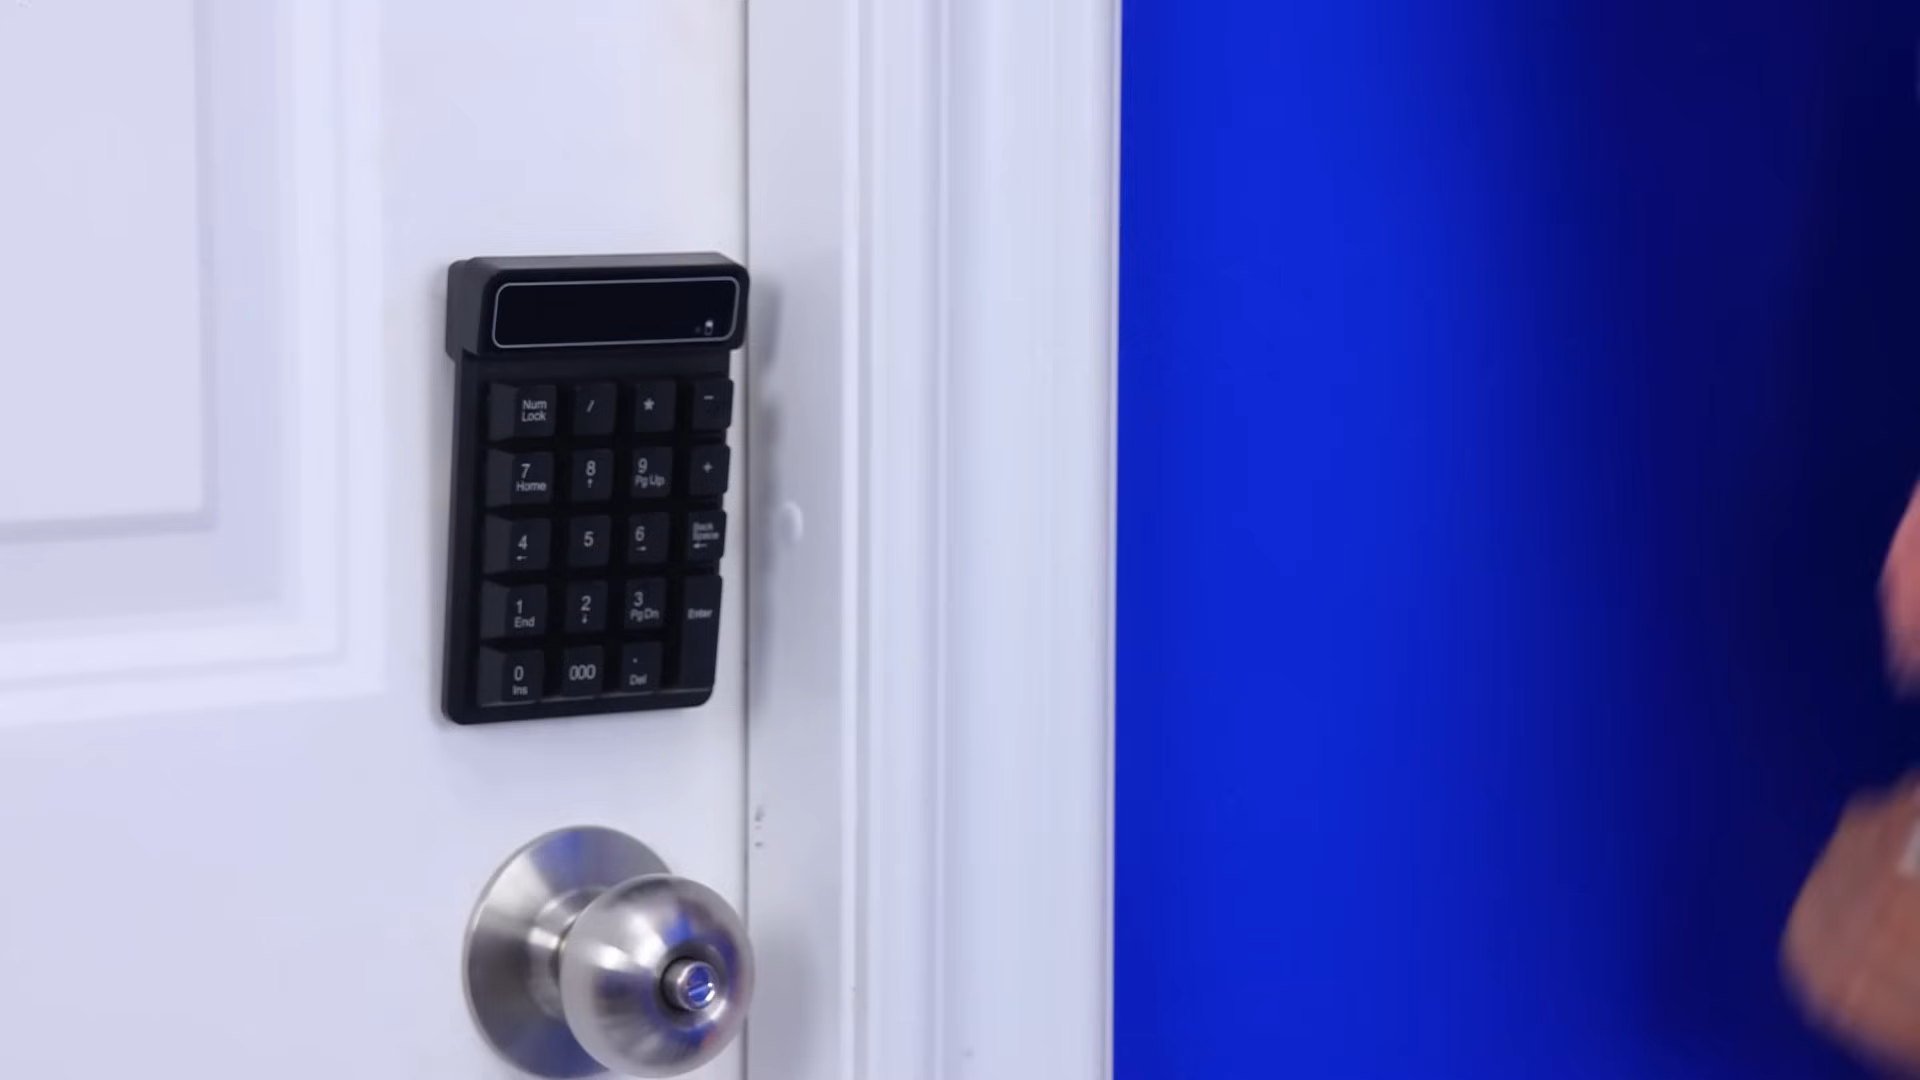 Num
Lock
/
*
-
7
Home
8
↑
9
Pg Up
+
4
←
5
6
→
Back
Space
←
1
End
2
↓
3
Pg Dn
Enter
0
Ins
000
.
Del